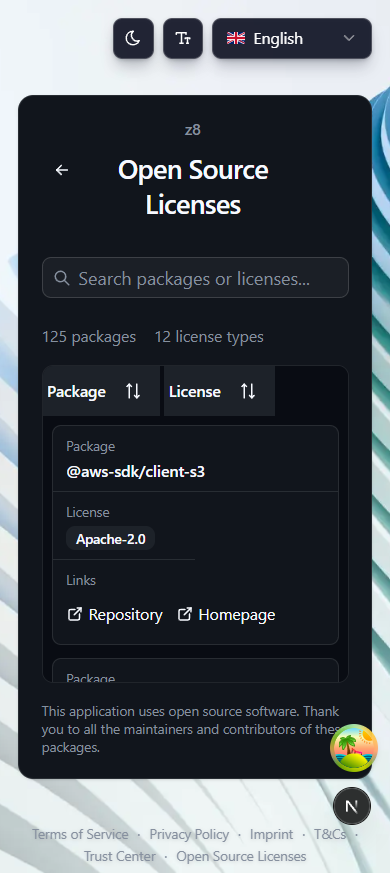 English
z8
Open Source
Licenses
Search packages or licenses...
125 packages 12 license types
Package License
Package
@aws-sdk/client-s3
License
Apache-2.0
Links
Repository Homepage
Package
This application uses open source software. Thank
you to all the maintainers and contributors of these
packages.
N
Terms of Service · Privacy Policy · Imprint · T&Cs ·
Trust Center · Open Source Licenses